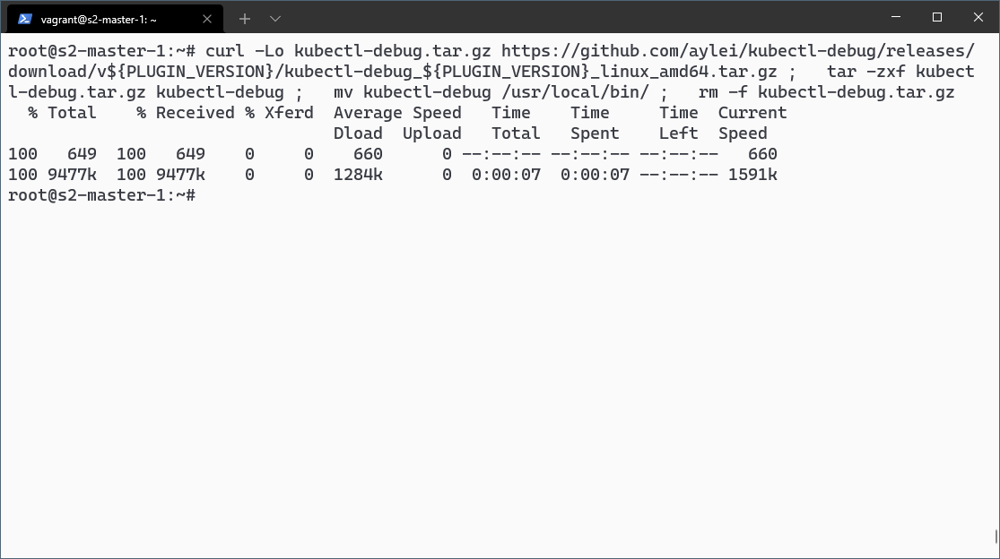 vagrant@s2-master-1: ~
root@s2-master-1:~# curl -Lo kubectl-debug.tar.gz https://github.com/aylei/kubectl-debug/releases/
download/v${PLUGIN_VERSION}/kubectl-debug_${PLUGIN_VERSION}_linux_amd64.tar.gz ;   tar -zxf kubect
l-debug.tar.gz kubectl-debug ;   mv kubectl-debug /usr/local/bin/ ;   rm -f kubectl-debug.tar.gz
  % Total    % Received % Xferd  Average Speed   Time    Time     Time  Current
                                 Dload  Upload   Total   Spent    Left  Speed
100   649  100   649    0      0    660      0 --:--:-- --:--:-- --:--:--   660
100 9477k  100 9477k    0      0  1284k      0  0:00:07  0:00:07 --:--:-- 1591k
root@s2-master-1:~#